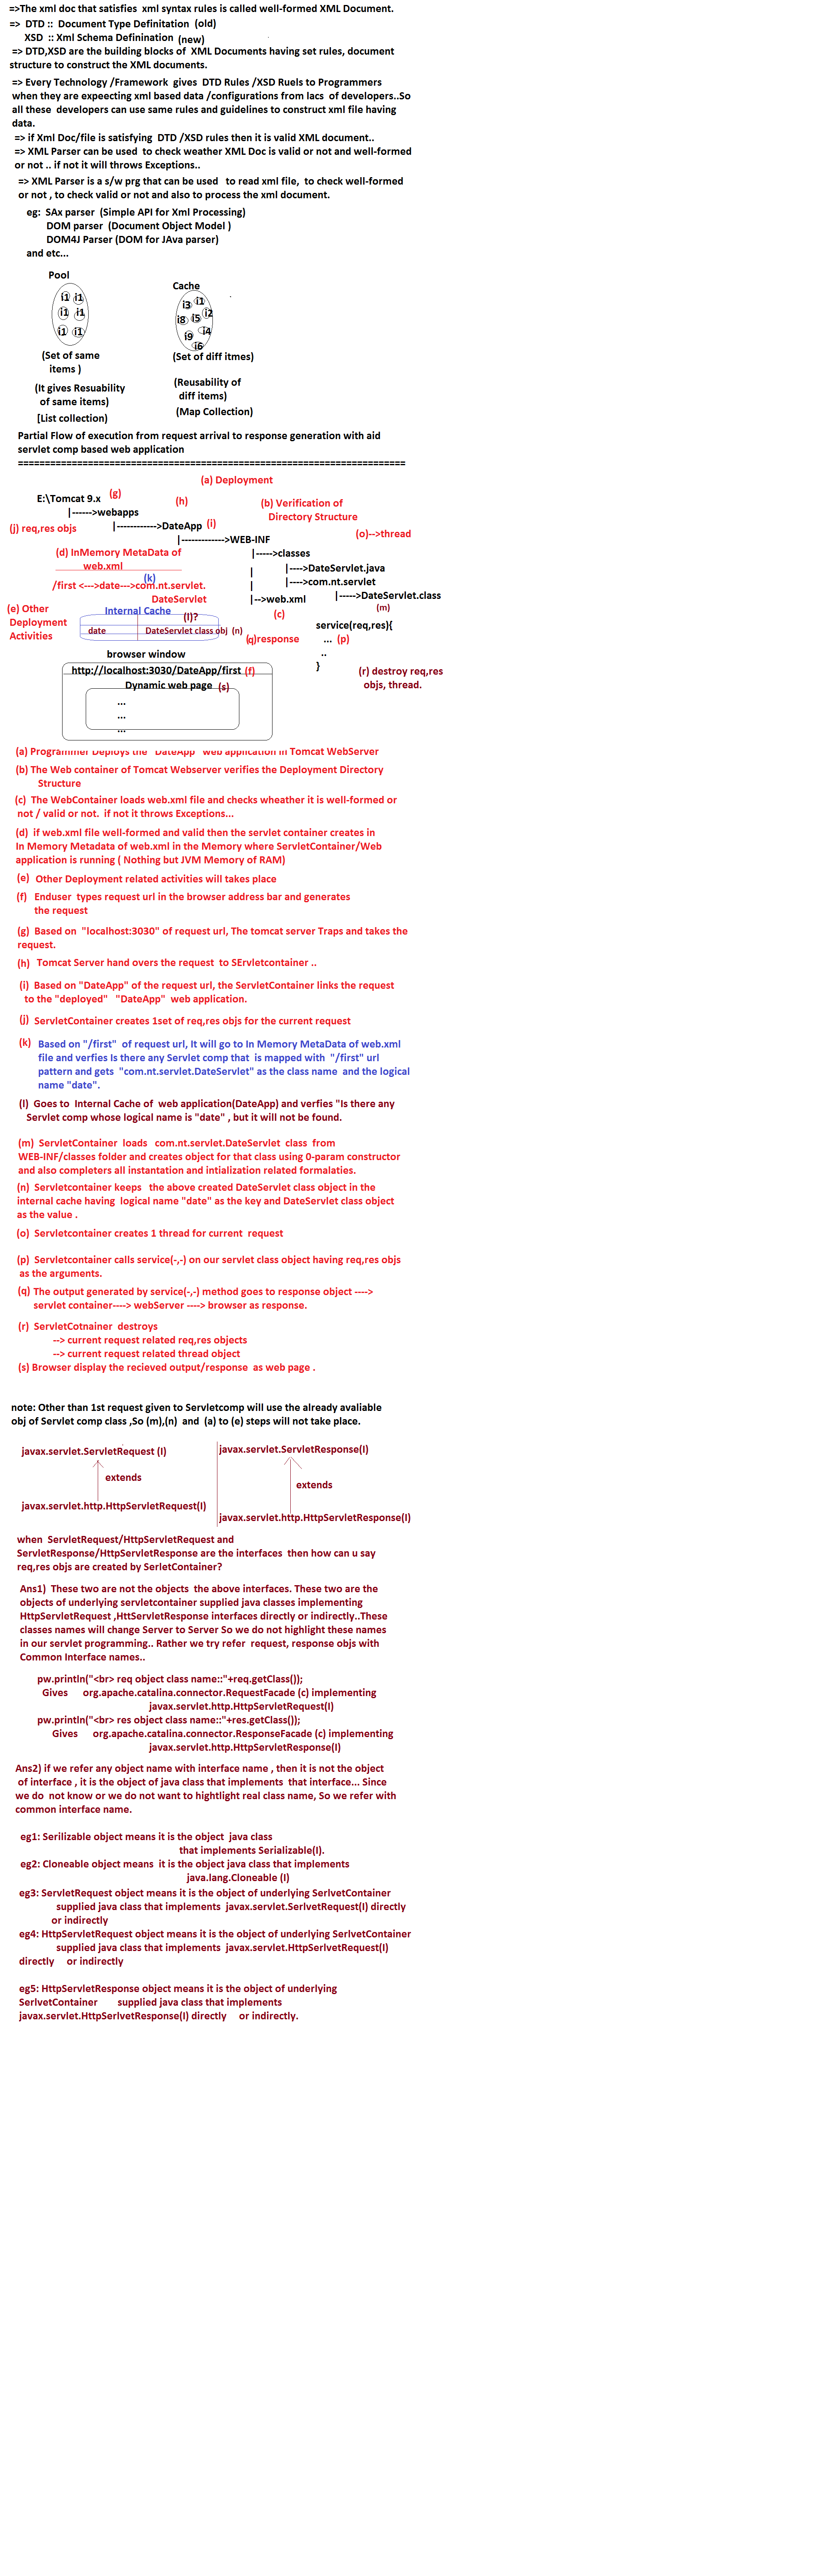 =>The xml doc that satisfies xml syntax rules is called well-formed XML Document.
=> DTD :: Document Type Definitation (old)
XSD :: Xml Schema Definination (new)
=> DTD,XSD are the building blocks of XML Documents having set rules, document
structure to construct the XML documents.
=> Every Technology /Framework gives DTD Rules /XSD Ruels to Programmers
when they are expeecting xml based data /configurations from lacs of developers..So
all these developers can use same rules and guidelines to construct xml file having
data.
=> if Xml Doc/file is satisfying DTD /XSD rules then it is valid XML document..
=> XML Parser can be used to check weather XML Doc is valid or not and well-formed
or not .. if not it will throws Exceptions..
=> XML Parser is a s/w prg that can be used to read xml file, to check well-formed
or not , to check valid or not and also to process the xml document.
eg: SAx parser (Simple API for Xml Processing)
DOM parser (Document Object Model )
DOM4J Parser (DOM for JAva parser)
and etc...
Pool
Cache
i1 i1
i1 i1
i1 i1
i3 i1
i8 i5 i2
i9 i4
i6
(Set of same
items )
(Set of diff itmes)
(It gives Resuability
of same items)
(Reusability of
diff items)
[List collection)
(Map Collection)
Partial Flow of execution from request arrival to response generation with aid
servlet comp based web application
========================================================================
(a) Deployment
E:\Tomcat 9.x (g)
(h)
(b) Verification of
Directory Structure
|------>webapps
(j) req,res objs
|------------>DateApp (i)
(o)-->thread
|------------->WEB-INF
(d) InMemory MetaData of
web.xml
|----->classes
|---->DateServlet.java
(k)
|
|---->com.nt.servlet
/first <--->date--->com.nt.servlet.
DateServlet
|
|----->DateServlet.class
|-->web.xml
(m)
(e) Other
Deployment
Activities
Internal Cache
(l)?
(c)
date
DateServlet class obj (n)
service(req,res){
(q)response
... (p)
..
}
browser window
http://localhost:3030/DateApp/first (f)
(r) destroy req,res
objs, thread.
Dynamic web page (s)
...
...
...
(a) Programmer Deploys the "DateApp" web application in Tomcat WebServer
(b) The Web container of Tomcat Webserver verifies the Deployment Directory
Structure
(c) The WebContainer loads web.xml file and checks wheather it is well-formed or
not / valid or not. if not it throws Exceptions...
(d) if web.xml file well-formed and valid then the servlet container creates in
In Memory Metadata of web.xml in the Memory where ServletContainer/Web
application is running ( Nothing but JVM Memory of RAM)
(e) Other Deployment related activities will takes place
(f) Enduser types request url in the browser address bar and generates
the request
(g) Based on "localhost:3030" of request url, The tomcat server Traps and takes the
request.
(h) Tomcat Server hand overs the request to SErvletcontainer ..
(i) Based on "DateApp" of the request url, the ServletContainer links the request
to the "deployed" "DateApp" web application.
(j) ServletContainer creates 1set of req,res objs for the current request
(k) Based on "/first" of request url, It will go to In Memory MetaData of web.xml
file and verfies Is there any Servlet comp that is mapped with "/first" url
pattern and gets "com.nt.servlet.DateServlet" as the class name and the logical
name "date".
(l) Goes to Internal Cache of web application(DateApp) and verfies "Is there any
Servlet comp whose logical name is "date" , but it will not be found.
(m) ServletContainer loads com.nt.servlet.DateServlet class from
WEB-INF/classes folder and creates object for that class using 0-param constructor
and also completers all instantation and intialization related formalaties.
(n) Servletcontainer keeps the above created DateServlet class object in the
internal cache having logical name "date" as the key and DateServlet class object
as the value .
(o) Servletcontainer creates 1 thread for current request
(p) Servletcontainer calls service(-,-) on our servlet class object having req,res objs
as the arguments.
(q) The output generated by service(-,-) method goes to response object ---->
servlet container----> webServer ----> browser as response.
(r) ServletCotnainer destroys
--> current request related req,res objects
--> current request related thread object
(s) Browser display the recieved output/response as web page .
note: Other than 1st request given to Servletcomp will use the already avaliable
obj of Servlet comp class ,So (m),(n) and (a) to (e) steps will not take place.
javax.servlet.ServletRequest (I)
javax.servlet.ServletResponse(I)
extends
extends
javax.servlet.http.HttpServletRequest(I)
javax.servlet.http.HttpServletResponse(I)
when ServletRequest/HttpServletRequest and
ServletResponse/HttpServletResponse are the interfaces then how can u say
req,res objs are created by SerletContainer?
Ans1) These two are not the objects the above interfaces. These two are the
objects of underlying servletcontainer supplied java classes implementing
HttpServletRequest ,HttServletResponse interfaces directly or indirectly..These
classes names will change Server to Server So we do not highlight these names
in our servlet programming.. Rather we try refer request, response objs with
Common Interface names..
pw.println("<br> req object class name::"+req.getClass());
Gives org.apache.catalina.connector.RequestFacade (c) implementing
javax.servlet.http.HttpServletRequest(I)
pw.println("<br> res object class name::"+res.getClass());
Gives org.apache.catalina.connector.ResponseFacade (c) implementing
javax.servlet.http.HttpServletResponse(I)
Ans2) if we refer any object name with interface name , then it is not the object
of interface , it is the object of java class that implements that interface... Since
we do not know or we do not want to hightlight real class name, So we refer with
common interface name.
eg1: Serilizable object means it is the object java class
that implements Serializable(I).
eg2: Cloneable object means it is the object java class that implements
java.lang.Cloneable (I)
eg3: ServletRequest object means it is the object of underlying SerlvetContainer
supplied java class that implements javax.servlet.SerlvetRequest(I) directly
or indirectly
eg4: HttpServletRequest object means it is the object of underlying SerlvetContainer
supplied java class that implements javax.servlet.HttpSerlvetRequest(I)
directly or indirectly
eg5: HttpServletResponse object means it is the object of underlying
SerlvetContainer supplied java class that implements
javax.servlet.HttpSerlvetResponse(I) directly or indirectly.